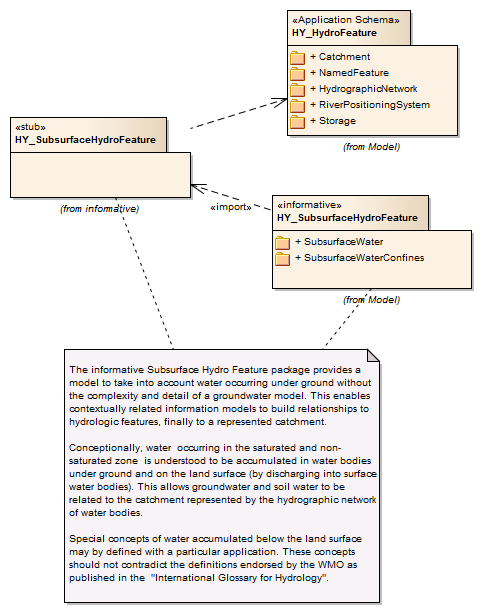 «Application Schema»
HY_HydroFeature
+ Catchment
+ NamedFeature
+ HydrographicNetwork
+ RiverPositioningSystem
+ Storage
(from Model)
«stub»
HY_SubsurfaceHydroFeature
(from informative)
«import»
«informative»
HY_SubsurfaceHydroFeature
+ SubsurfaceWater
+ SubsurfaceWaterConfines
(from Model)
The informative Subsurface Hydro Feature package provides a
model to take into account water occurring under ground without
the complexity and detail of a groundwater model. This enables
contextually related information models to build relationships to
hydrologic features, finally to a represented catchment.
Conceptionally, water occurring in the saturated and non-
saturated zone is understood to be accumulated in water bodies
under ground and on the land surface (by discharging into surface
water bodies). This allows groundwater and soil water to be
related to the catchment represented by the hydrographic network
of water bodies.
Special concepts of water accumulated below the land surface
may by defined with a particular application. These concepts
should not contradict the definitions endorsed by the WMO as
published in the "International Glossary for Hydrology".